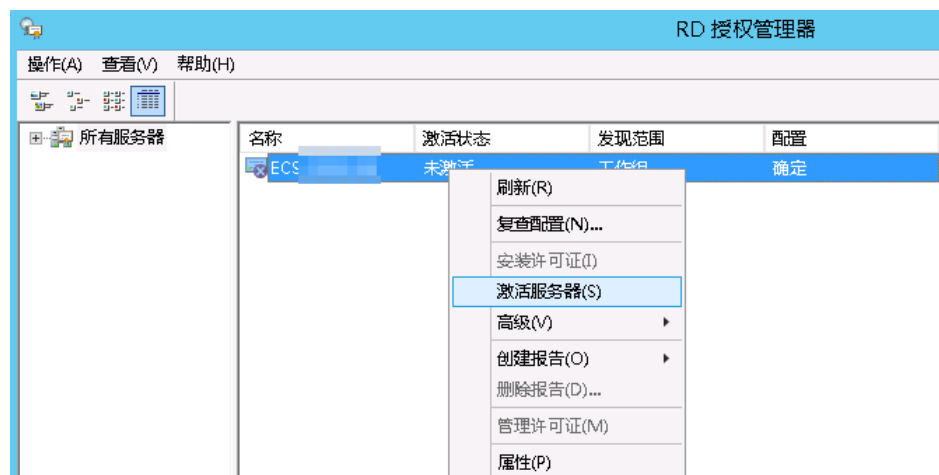 RD 授权管理器
操作(A) 查看(V) 帮助(H)
所有服务器
名称 激活状态 发现范围 配置
ECS 未激活 工作组 确定
刷新(R)
复查配置(N)...
安装许可证(I)
激活服务器(S)
高级(V)
创建报告(O)
删除报告(D)...
管理许可证(M)
属性(P)